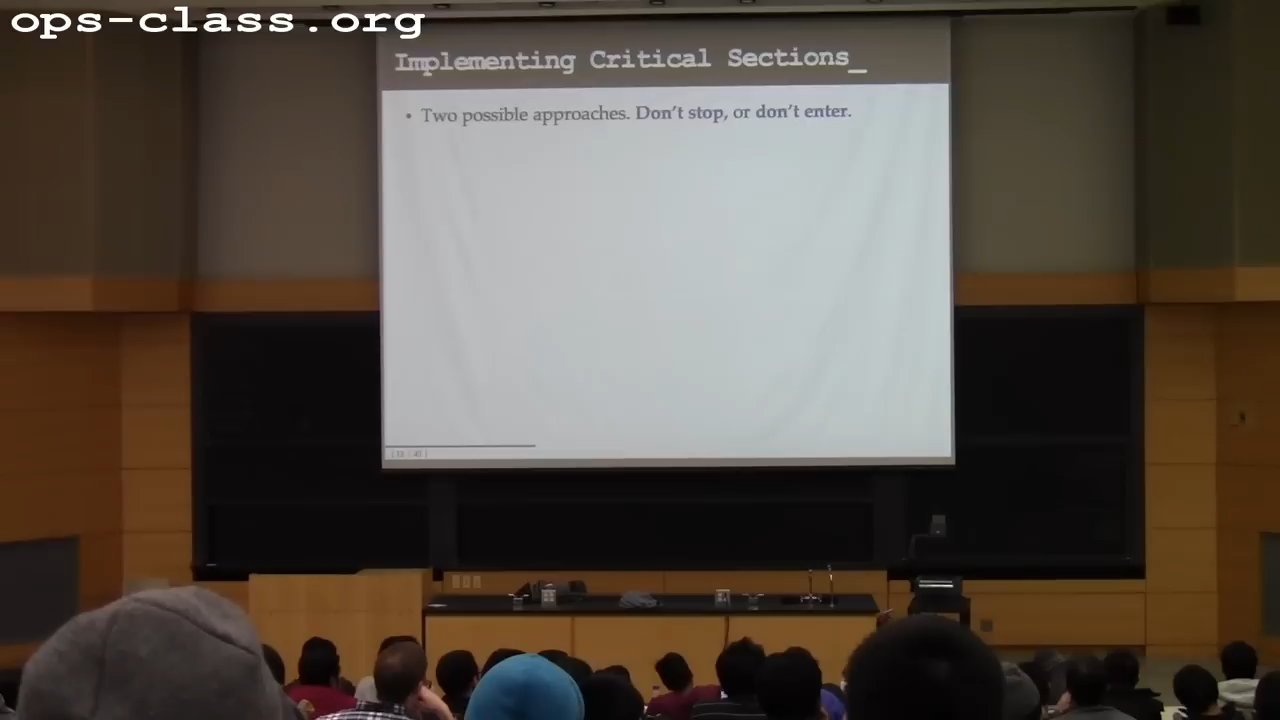 ops-class.org
Implementing Critical Sections_
• Two possible approaches. Don't stop, or don't enter.